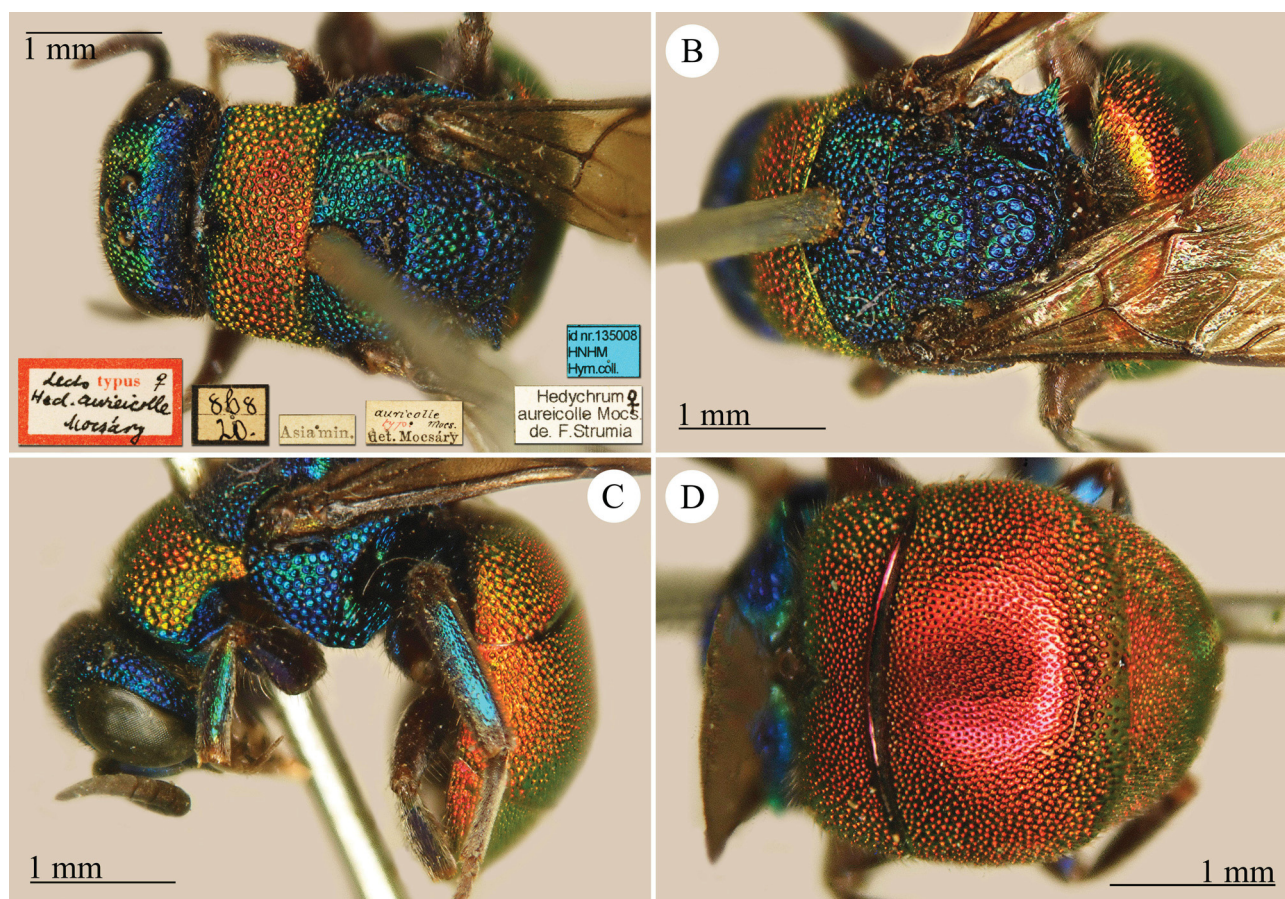 1 mm
B
id nr.135008
HNHM
Hym.coll.
Lecto typus ♀
Hed. aureicolle
Mocsáry
868
20.
Asia min.
auricolle
typ. Mocs.
det. Mocsáry
Hedychrum ♀
aureicolle Mocs.
de. F.Strumia
1 mm
C
D
1 mm
1 mm